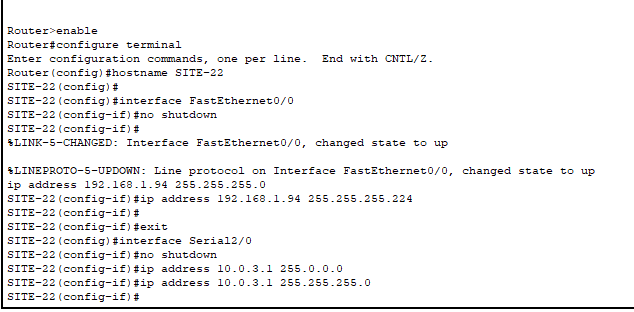 Router>enable
Router#configure terminal
Enter configuration commands, one per line.  End with CNTL/Z.
Router(config)#hostname SITE-22
SITE-22(config)#
SITE-22(config)#interface FastEthernet0/0
SITE-22(config-if)#no shutdown
SITE-22(config-if)#
%LINK-5-CHANGED: Interface FastEthernet0/0, changed state to up
%LINEPROTO-5-UPDOWN: Line protocol on Interface FastEthernet0/0, changed state to up
ip address 192.168.1.94 255.255.255.0
SITE-22(config-if)#ip address 192.168.1.94 255.255.255.224
SITE-22(config-if)#
SITE-22(config-if)#exit
SITE-22(config)#interface Serial2/0
SITE-22(config-if)#no shutdown
SITE-22(config-if)#ip address 10.0.3.1 255.0.0.0
SITE-22(config-if)#ip address 10.0.3.1 255.255.255.0
SITE-22(config-if)#